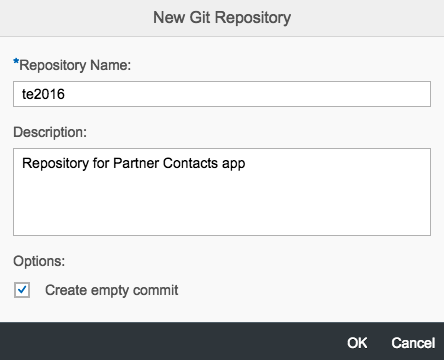 New Git Repository
*Repository Name:
te2016
Description:
Repository for Partner Contacts app
Options:
Create empty commit
OK Cancel